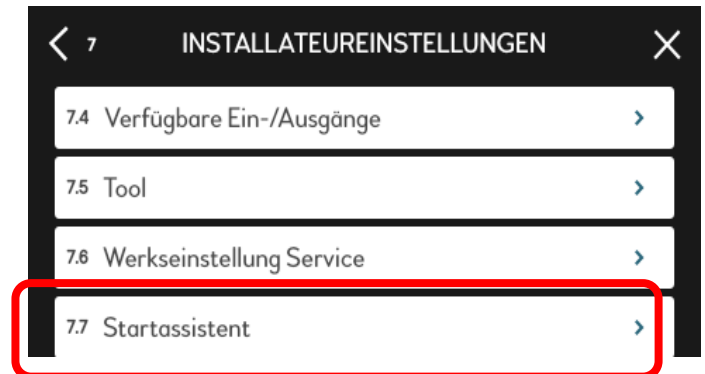 7 INSTALLATEUREINSTELLUNGEN
7.4 Verfügbare Ein-/Ausgänge
7.5 Tool
7.6 Werkseinstellung Service
7.7 Startassistent